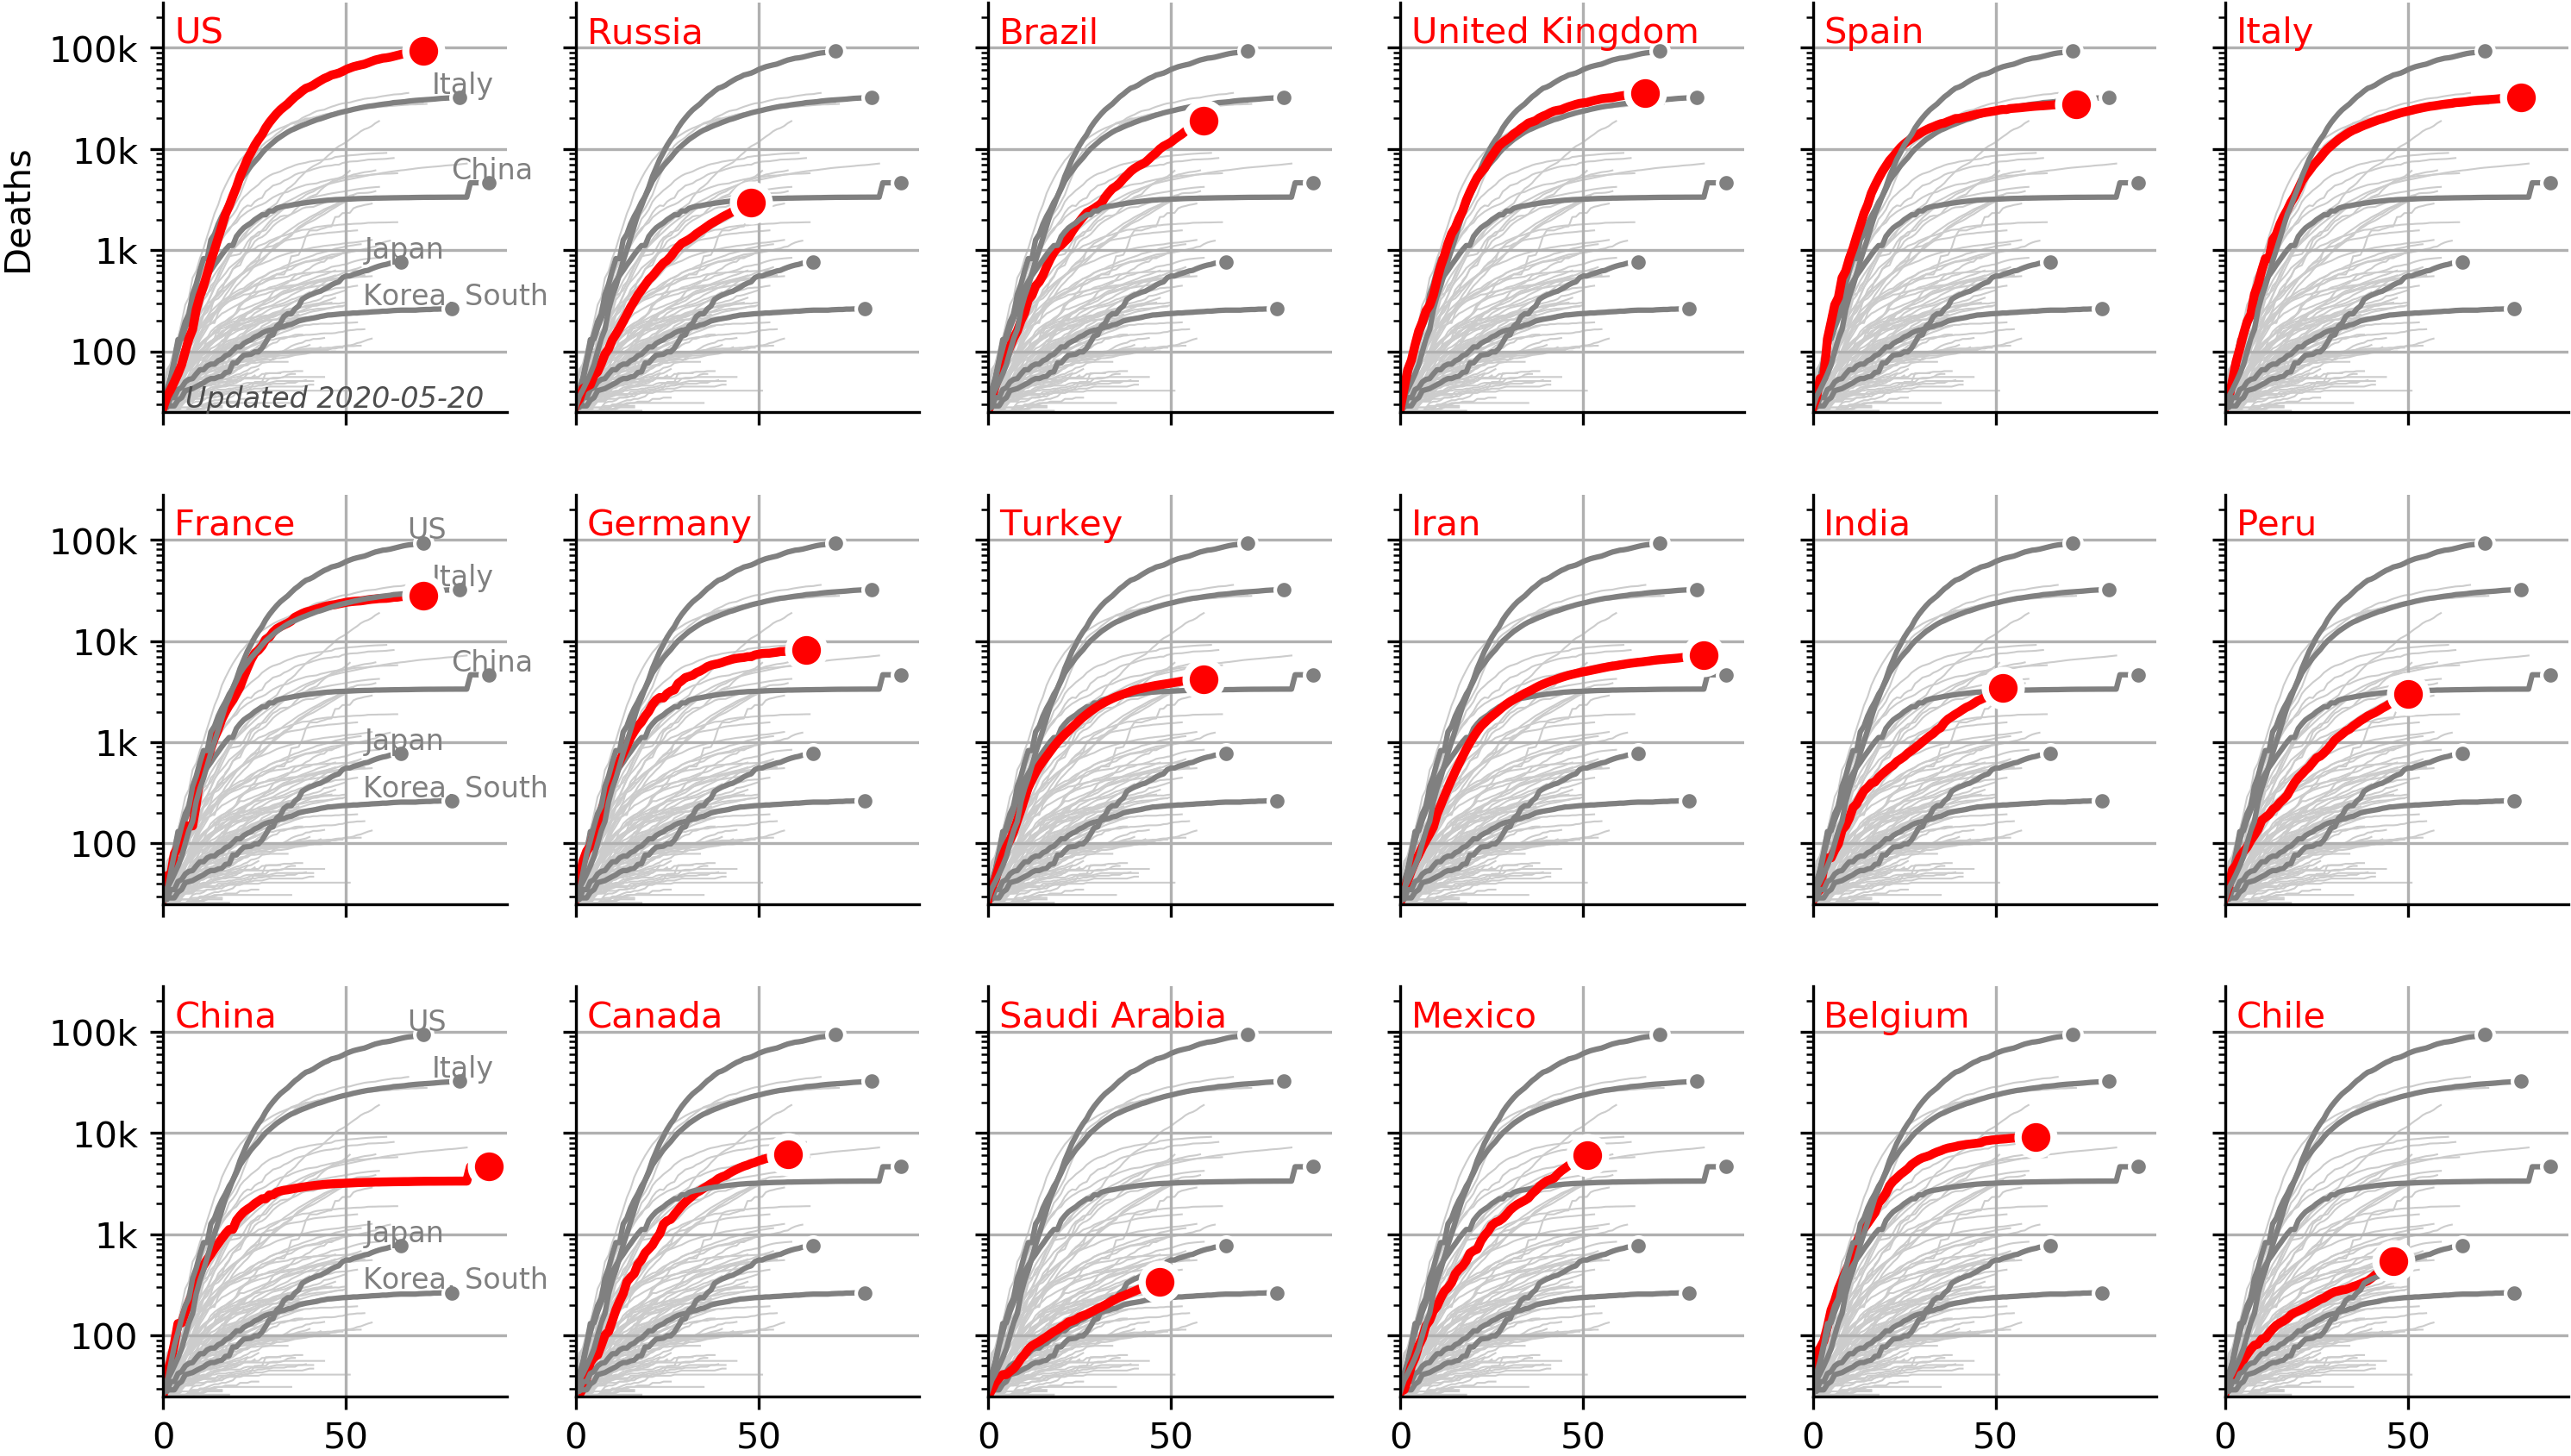 US
Russia
Brazil
United Kingdom
Spain
Italy
100k
10k
1k
100
Deaths
Italy
China
Japan
Korea, South
Updated 2020-05-20
France
Germany
Turkey
Iran
India
Peru
100k
10k
1k
100
US
Italy
China
Japan
Korea, South
China
Canada
Saudi Arabia
Mexico
Belgium
Chile
100k
10k
1k
100
US
Italy
Japan
Korea, South
0 50
0 50
0 50
0 50
0 50
0 50